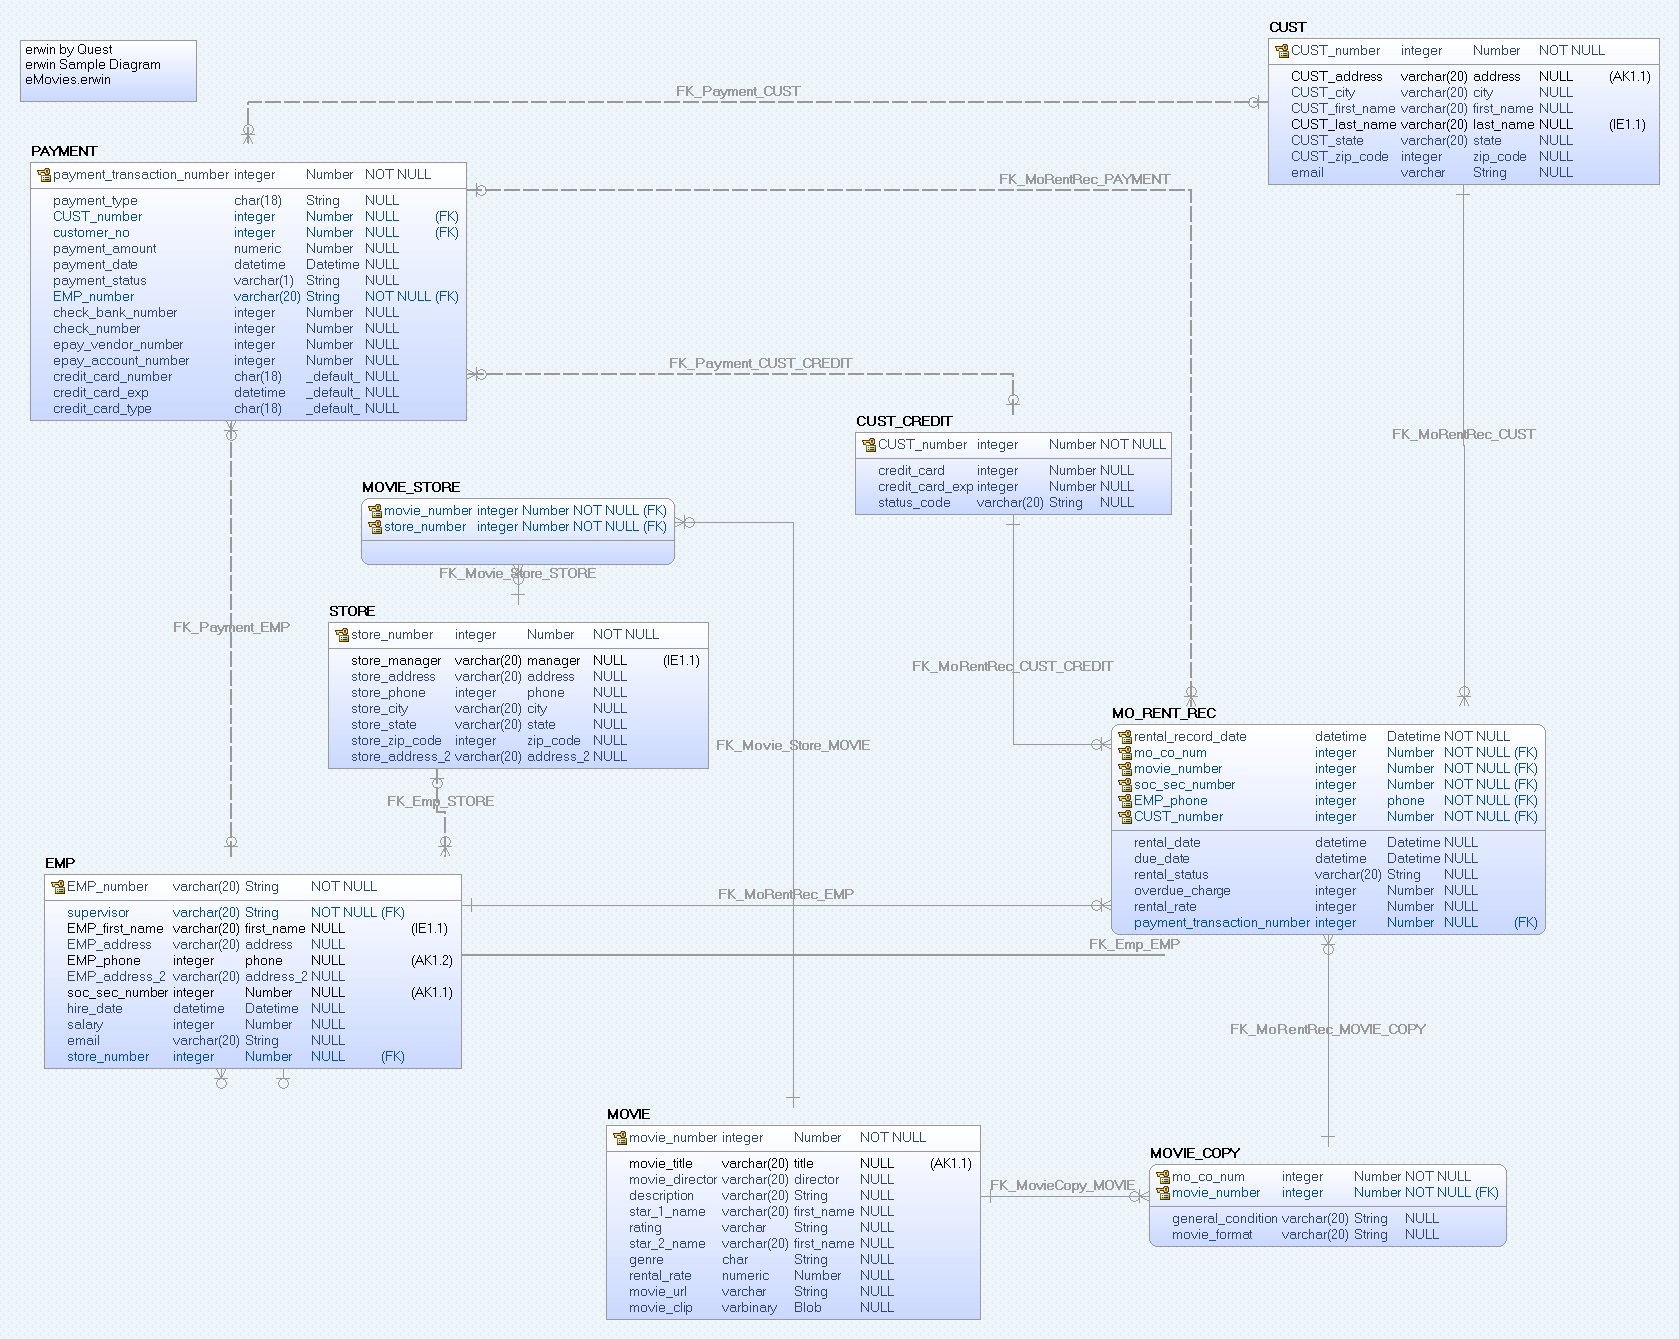 erwin by Quest
erwin Sample Diagram
eMovies.erwin
CUST
CUST_number integer Number NOT NULL
CUST_address varchar(20) address NULL (AK1.1)
CUST_city varchar(20) city NULL
CUST_first_name varchar(20) first_name NULL
CUST_last_name varchar(20) last_name NULL (IE1.1)
CUST_state varchar(20) state NULL
CUST_zip_code integer zip_code NULL
email varchar String NULL
FK_Payment_CUST
PAYMENT
payment_transaction_number integer Number NOT NULL
payment_type char(18) String NULL
CUST_number integer Number NULL (FK)
customer_no integer Number NULL (FK)
payment_amount numeric Number NULL
payment_date datetime Datetime NULL
payment_status varchar(1) String NULL
EMP_number varchar(20) String NOT NULL (FK)
check_bank_number integer Number NULL
check_number integer Number NULL
epay_vendor_number integer Number NULL
epay_account_number integer Number NULL
credit_card_number char(18) _default_ NULL
credit_card_exp datetime _default_ NULL
credit_card_type char(18) _default_ NULL
FK_MoRentRec_PAYMENT
FK_Payment_CUST_CREDIT
CUST_CREDIT
CUST_number integer Number NOT NULL
credit_card integer Number NULL
credit_card_exp integer Number NULL
status_code varchar(20) String NULL
FK_MoRentRec_CUST
MOVIE_STORE
movie_number integer Number NOT NULL (FK)
store_number integer Number NOT NULL (FK)
FK_Movie_Store_STORE
FK_Payment_EMP
STORE
store_number integer Number NOT NULL
store_manager varchar(20) manager NULL (IE1.1)
store_address varchar(20) address NULL
store_phone integer phone NULL
store_city varchar(20) city NULL
store_state varchar(20) state NULL
store_zip_code integer zip_code NULL
store_address_2 varchar(20) address_2 NULL
FK_MoRentRec_CUST_CREDIT
FK_Movie_Store_MOVIE
FK_Emp_STORE
MO_RENT_REC
rental_record_date datetime Datetime NOT NULL
mo_co_num integer Number NOT NULL (FK)
movie_number integer Number NOT NULL (FK)
soc_sec_number integer Number NOT NULL (FK)
EMP_phone integer phone NOT NULL (FK)
CUST_number integer Number NOT NULL (FK)
rental_date datetime Datetime NULL
due_date datetime Datetime NULL
rental_status varchar(20) String NULL
overdue_charge integer Number NULL
rental_rate integer Number NULL
payment_transaction_number integer Number NULL (FK)
EMP
EMP_number varchar(20) String NOT NULL
supervisor varchar(20) String NOT NULL (FK)
EMP_first_name varchar(20) first_name NULL (IE1.1)
EMP_address varchar(20) address NULL
EMP_phone integer phone NULL (AK1.2)
EMP_address_2 varchar(20) address_2 NULL
soc_sec_number integer Number NULL (AK1.1)
hire_date datetime Datetime NULL
salary integer Number NULL
email varchar(20) String NULL
store_number integer Number NULL (FK)
FK_MoRentRec_EMP
FK_Emp_EMP
FK_MoRentRec_MOVIE_COPY
MOVIE
movie_number integer Number NOT NULL
movie_title varchar(20) title NULL (AK1.1)
movie_director varchar(20) director NULL
description varchar(20) String NULL
star_1_name varchar(20) first_name NULL
rating varchar String NULL
star_2_name varchar(20) first_name NULL
genre char String NULL
rental_rate numeric Number NULL
movie_url varchar String NULL
movie_clip varbinary Blob NULL
FK_MovieCopy_MOVIE
MOVIE_COPY
mo_co_num integer Number NOT NULL
movie_number integer Number NOT NULL (FK)
general_condition varchar(20) String NULL
movie_format varchar(20) String NULL